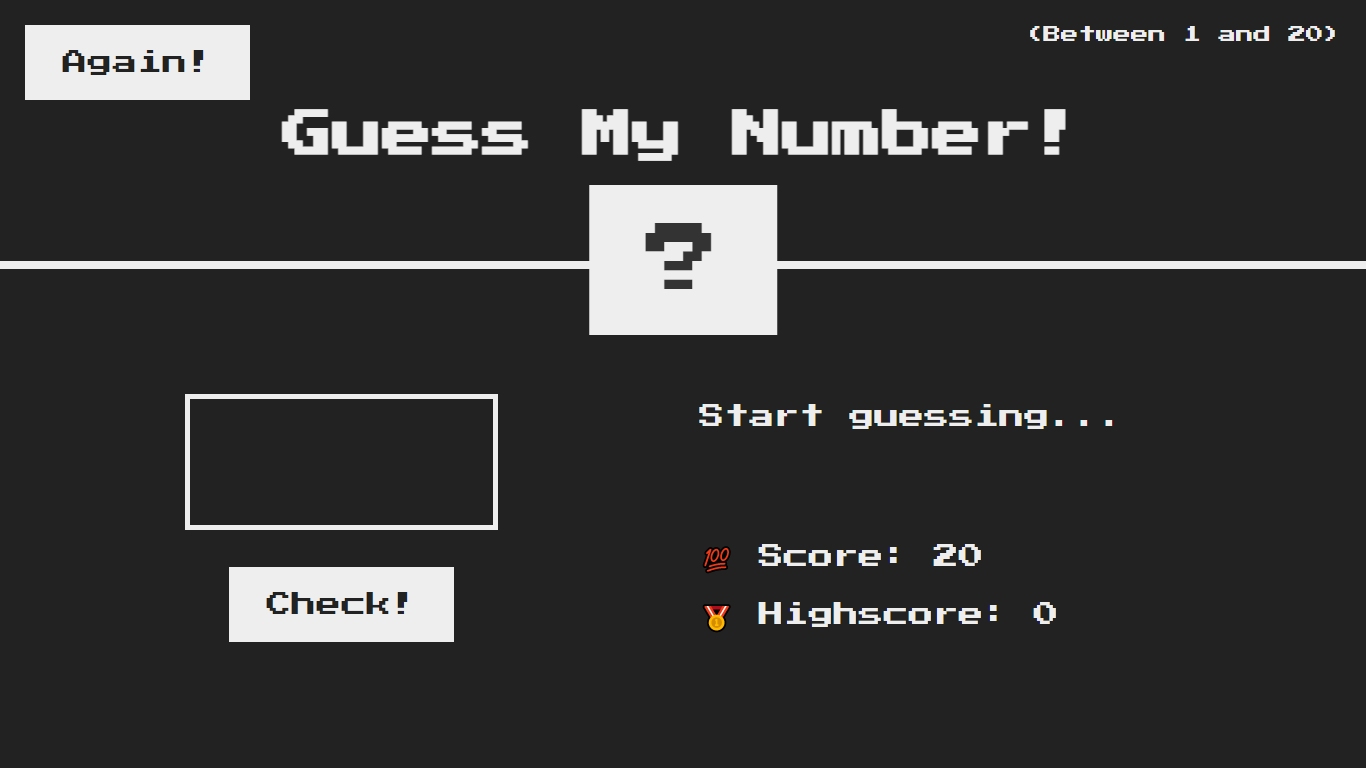 Again!
(Between 1 and 20)
Guess My Number!
?
Start guessing...
Check!
💯 Score: 20
🥇 Highscore: 0